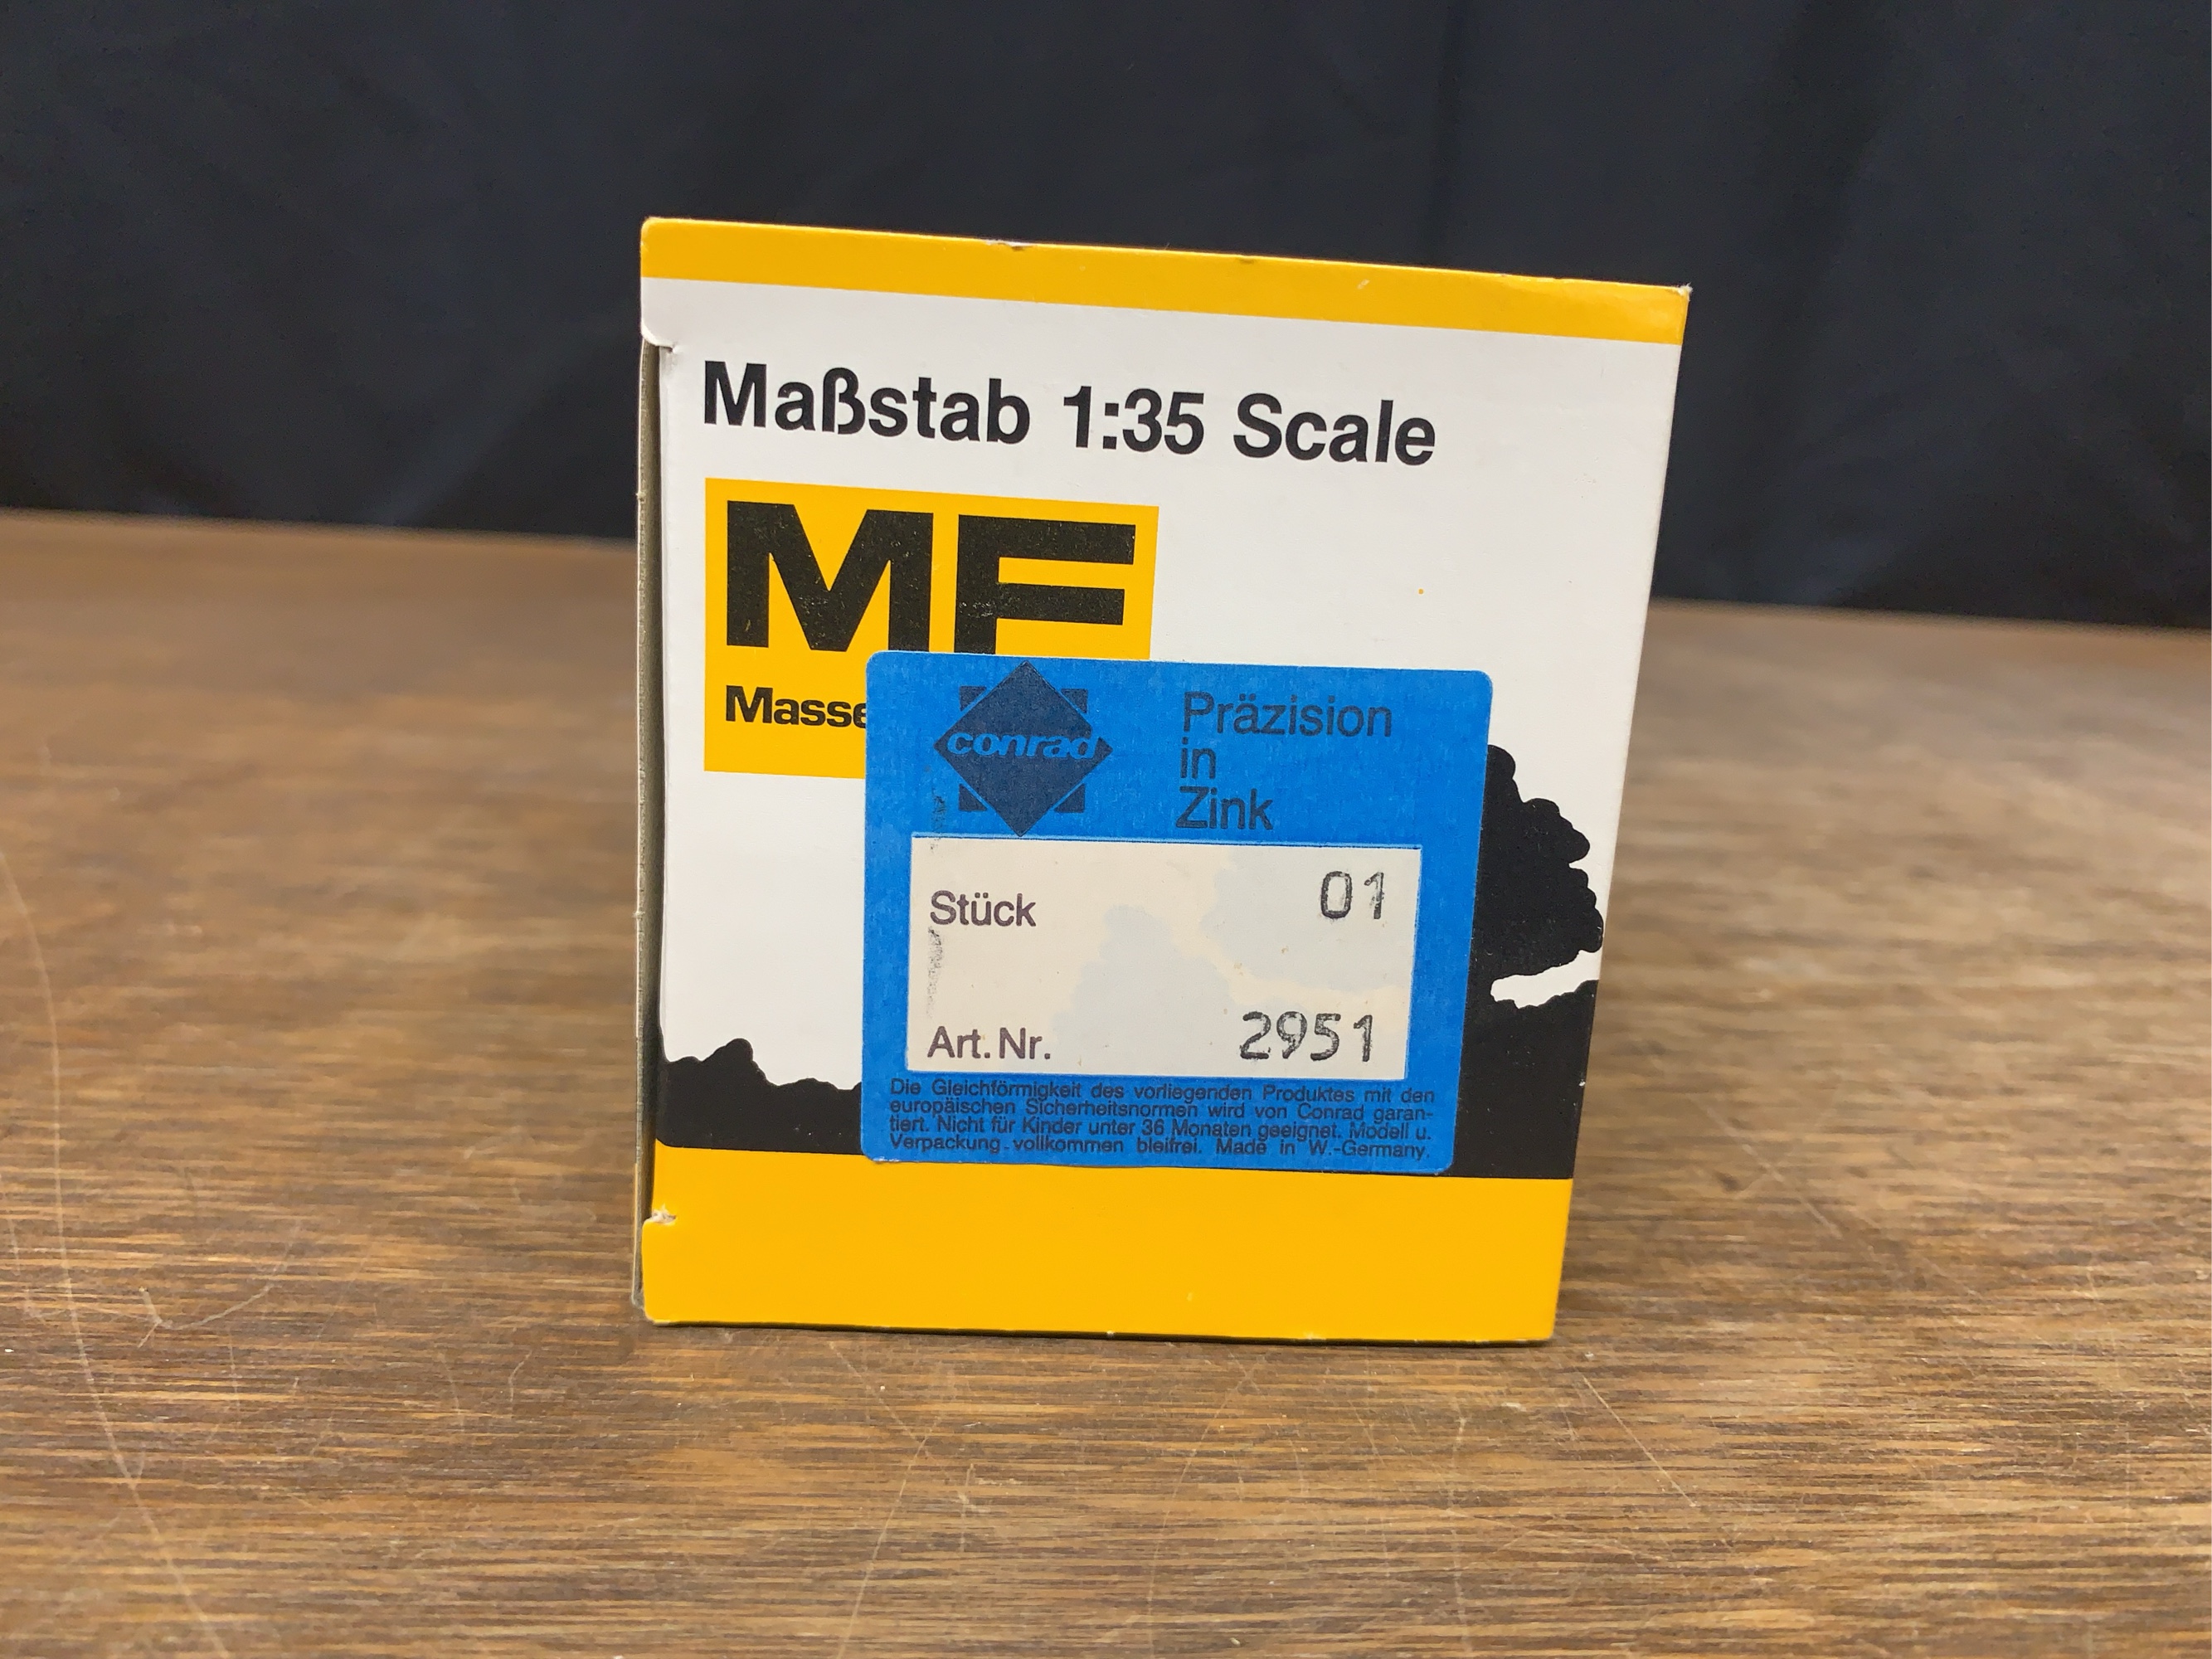 Maßstab 1:35 Scale
MF
Masse
conrad
Präzision
in
Zink
Stück 01
Art.Nr. 2951
Die Gleichförmigkeit des vorliegenden Produktes mit den
europäischen Sicherheitsnormen wird von Conrad garan-
tiert. Nicht für Kinder unter 36 Monaten geeignet. Modell u.
Verpackung vollkommen bleifrei. Made in W.-Germany.